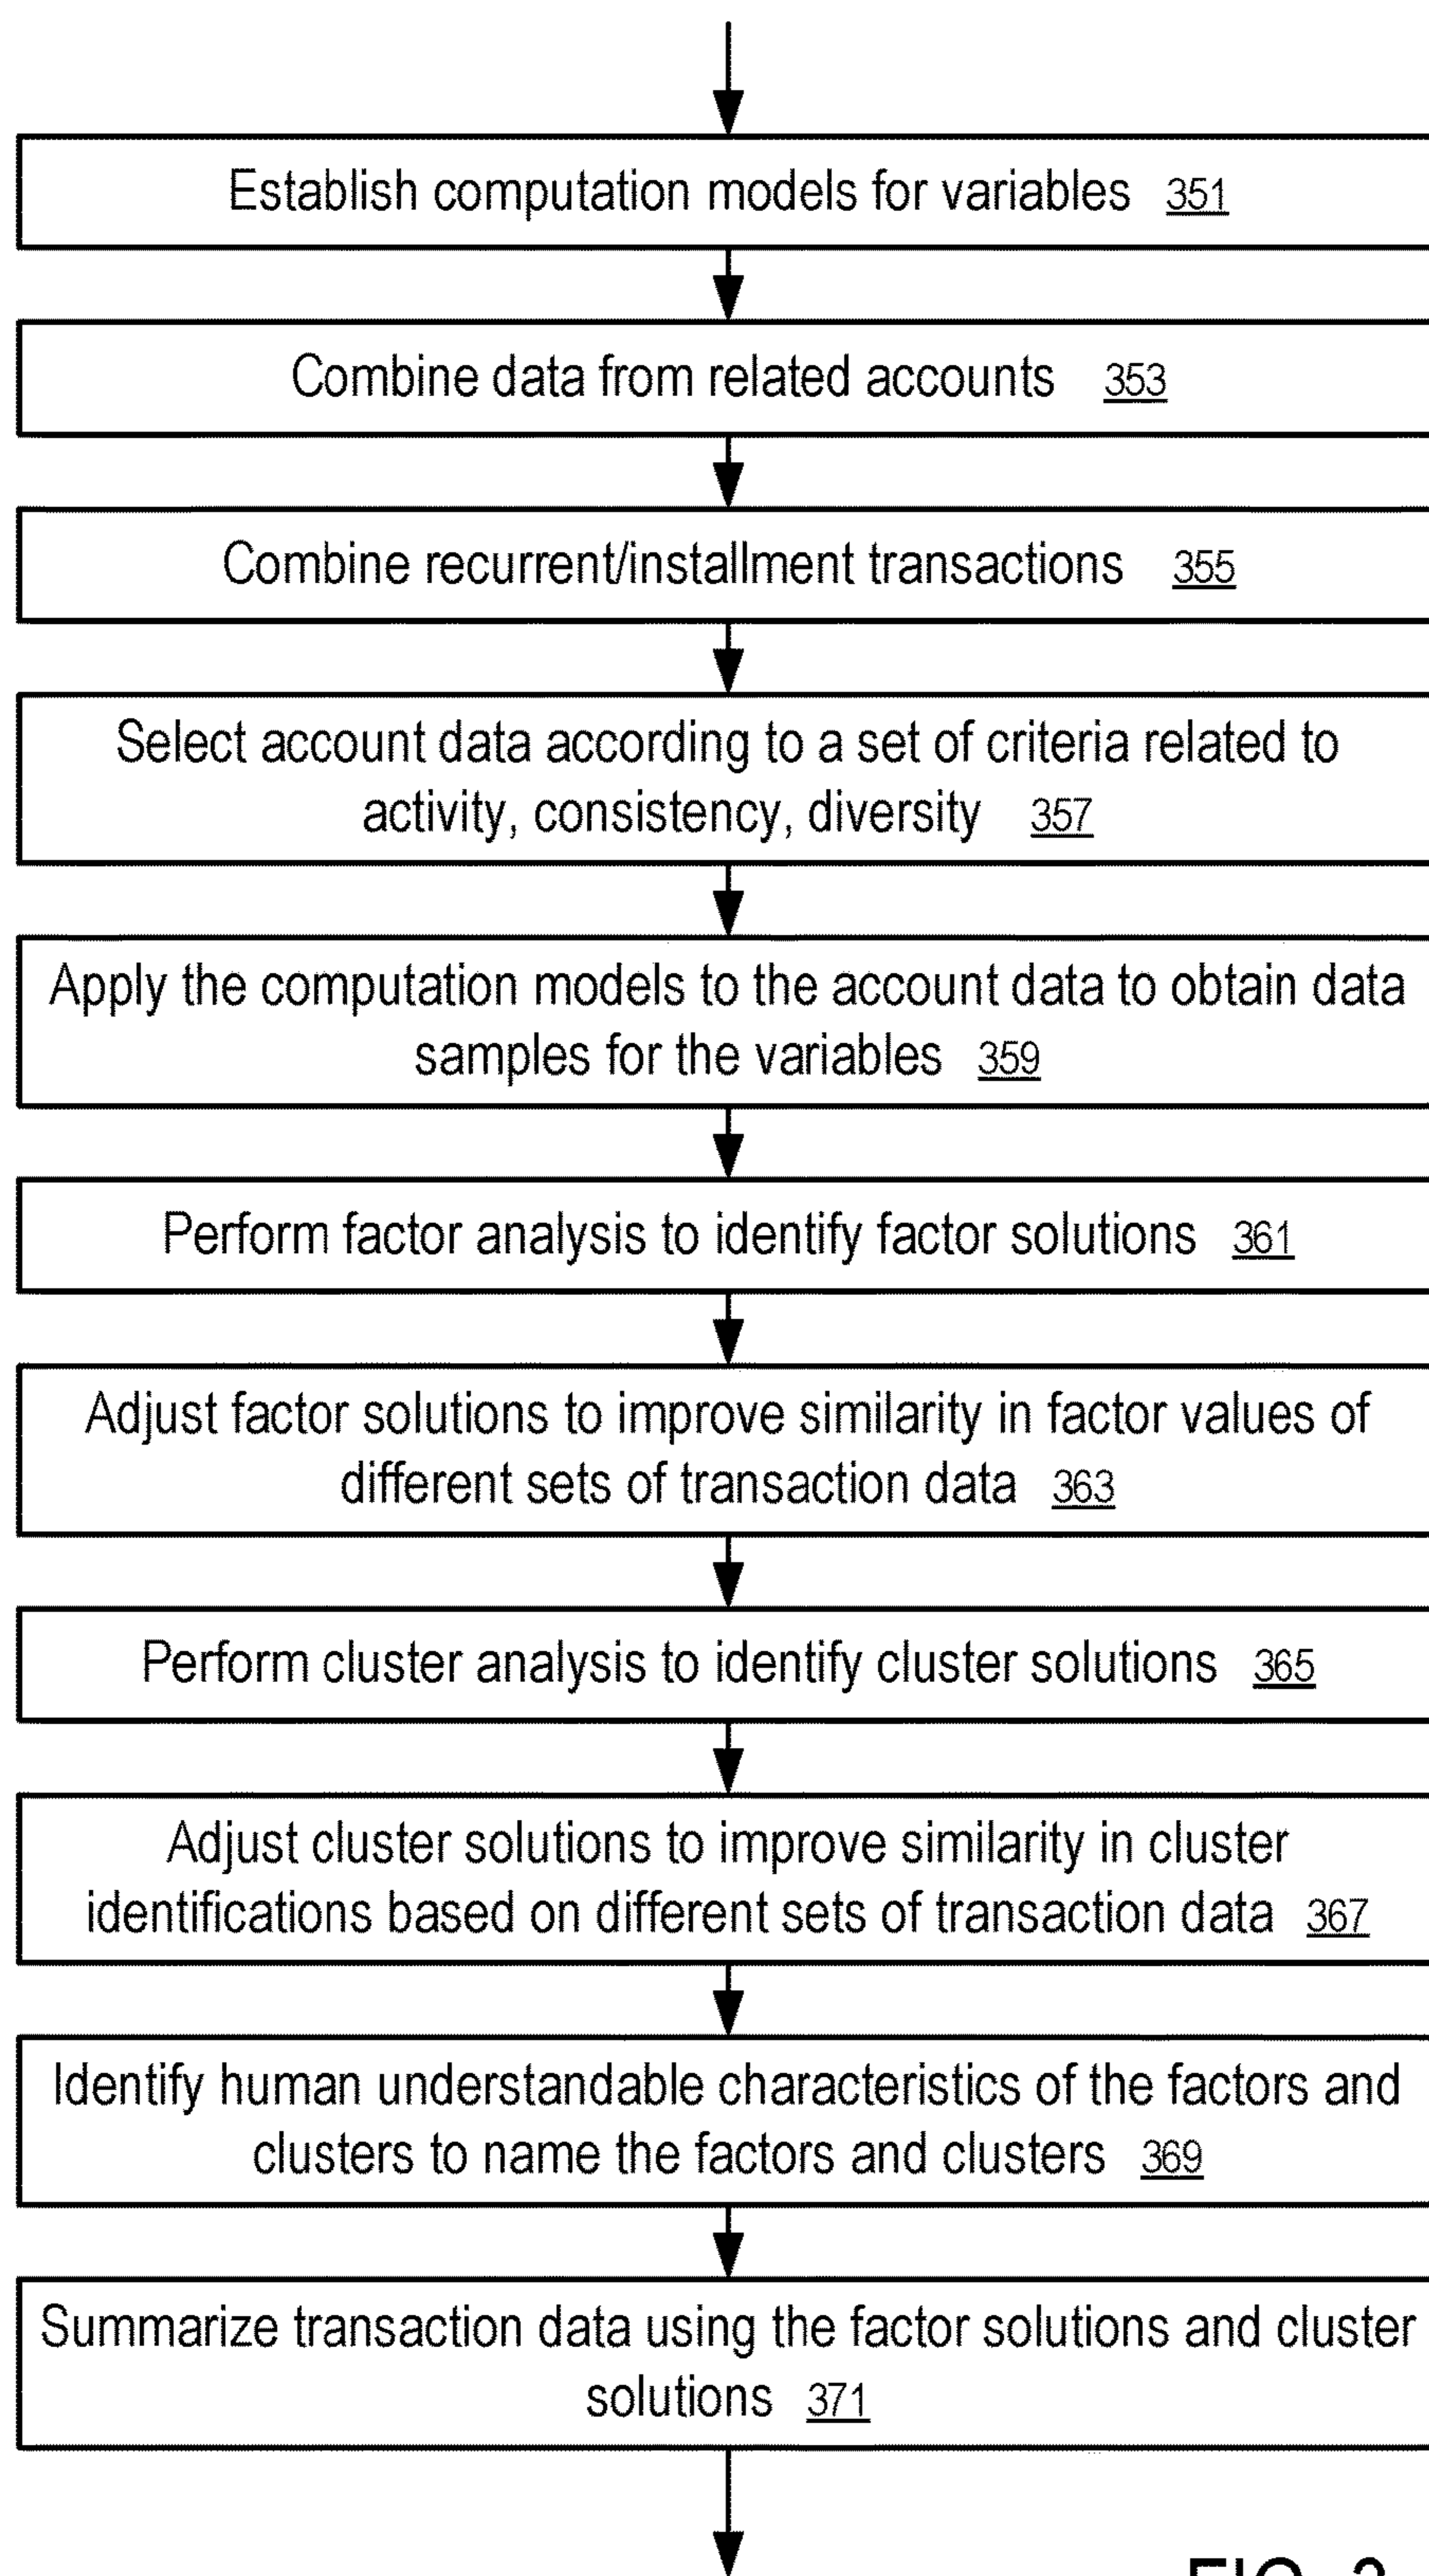 Establish computation models for variables 351
Combine data from related accounts 353
Combine recurrent/installment transactions 355
Select account data according to a set of criteria related to
activity, consistency, diversity 357
Apply the computation models to the account data to obtain data
samples for the variables 359
Perform factor analysis to identify factor solutions 361
Adjust factor solutions to improve similarity in factor values of
different sets of transaction data 363
Perform cluster analysis to identify cluster solutions 365
Adjust cluster solutions to improve similarity in cluster
identifications based on different sets of transaction data 367
Identify human understandable characteristics of the factors and
clusters to name the factors and clusters 369
Summarize transaction data using the factor solutions and cluster
solutions 371